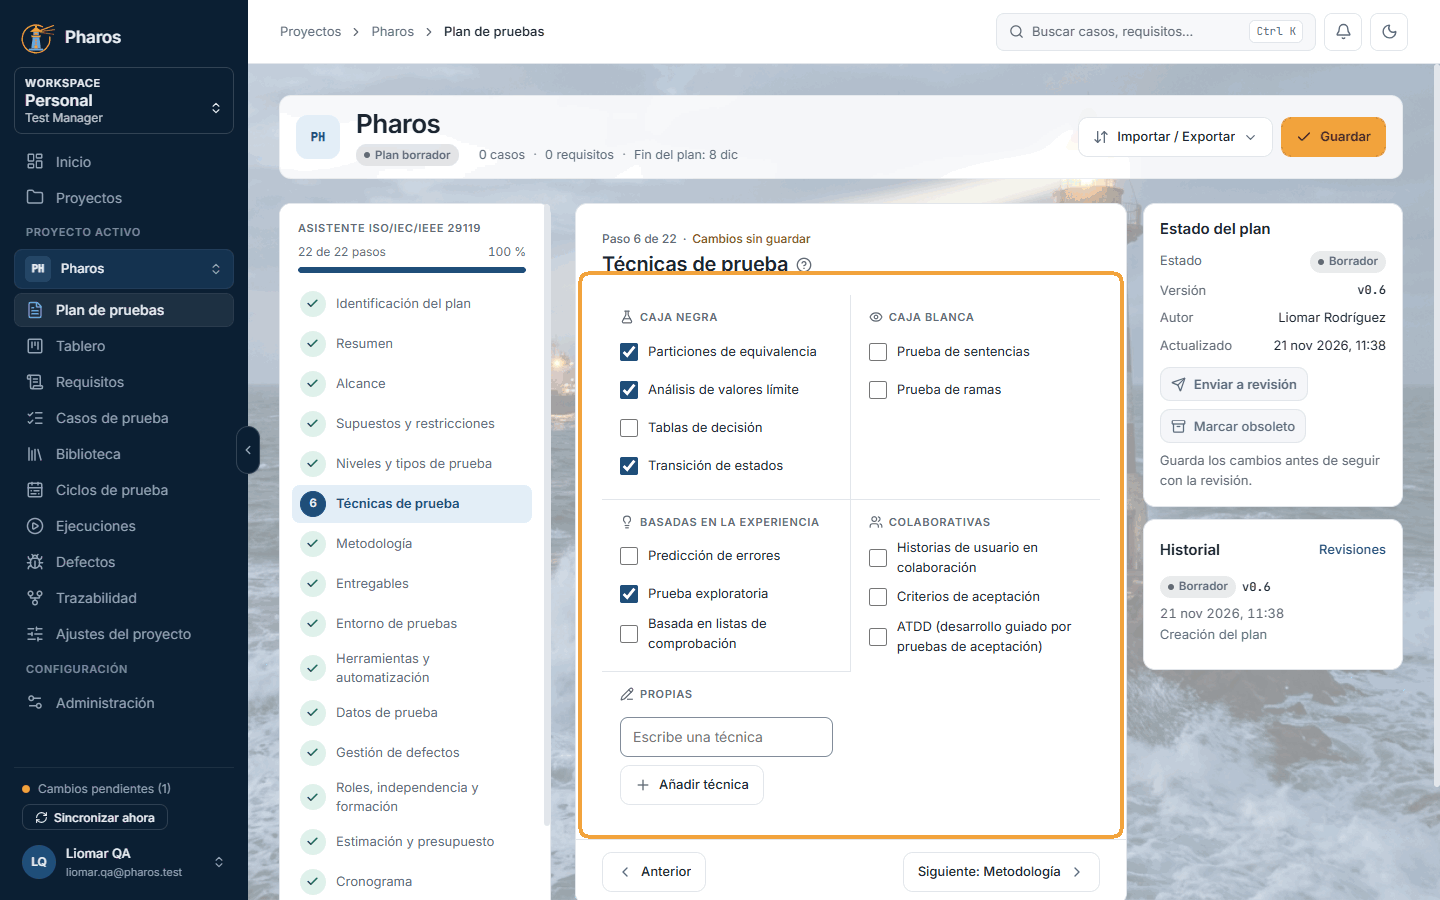 Pharos
WORKSPACE
Personal
Test Manager
Inicio
Proyectos
PROYECTO ACTIVO
PH Pharos
Plan de pruebas
Tablero
Requisitos
Casos de prueba
Biblioteca
Ciclos de prueba
Ejecuciones
Defectos
Trazabilidad
Ajustes del proyecto
CONFIGURACIÓN
Administración
Cambios pendientes (1)
Sincronizar ahora
LQ
Liomar QA
liomar.qa@pharos.test
Proyectos > Pharos > Plan de pruebas
Buscar casos, requisitos... Ctrl K
PH
Pharos
Plan borrador 0 casos · 0 requisitos · Fin del plan: 8 dic
Importar / Exportar
Guardar
ASISTENTE ISO/IEC/IEEE 29119
22 de 22 pasos 100 %
Identificación del plan
Resumen
Alcance
Supuestos y restricciones
Niveles y tipos de prueba
6 Técnicas de prueba
Metodología
Entregables
Entorno de pruebas
Herramientas y
automatización
Datos de prueba
Gestión de defectos
Roles, independencia y
formación
Estimación y presupuesto
Cronograma
Paso 6 de 22 · Cambios sin guardar
Técnicas de prueba
CAJA NEGRA
Particiones de equivalencia
Análisis de valores límite
Tablas de decisión
Transición de estados
CAJA BLANCA
Prueba de sentencias
Prueba de ramas
BASADAS EN LA EXPERIENCIA
Predicción de errores
Prueba exploratoria
Basada en listas de
comprobación
COLABORATIVAS
Historias de usuario en
colaboración
Criterios de aceptación
ATDD (desarrollo guiado por
pruebas de aceptación)
PROPIAS
Escribe una técnica
Añadir técnica
Anterior
Siguiente: Metodología
Estado del plan
Estado Borrador
Versión v0.6
Autor Liomar Rodríguez
Actualizado 21 nov 2026, 11:38
Enviar a revisión
Marcar obsoleto
Guarda los cambios antes de seguir
con la revisión.
Historial Revisiones
Borrador v0.6
21 nov 2026, 11:38
Creación del plan